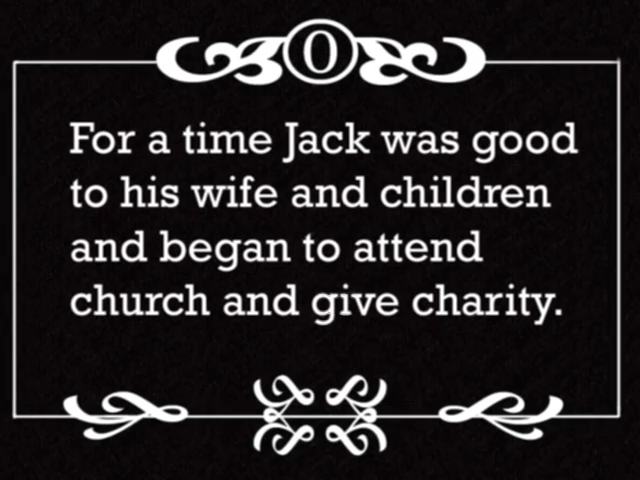 O
For a time Jack was good
to his wife and children
and began to attend
church and give charity.